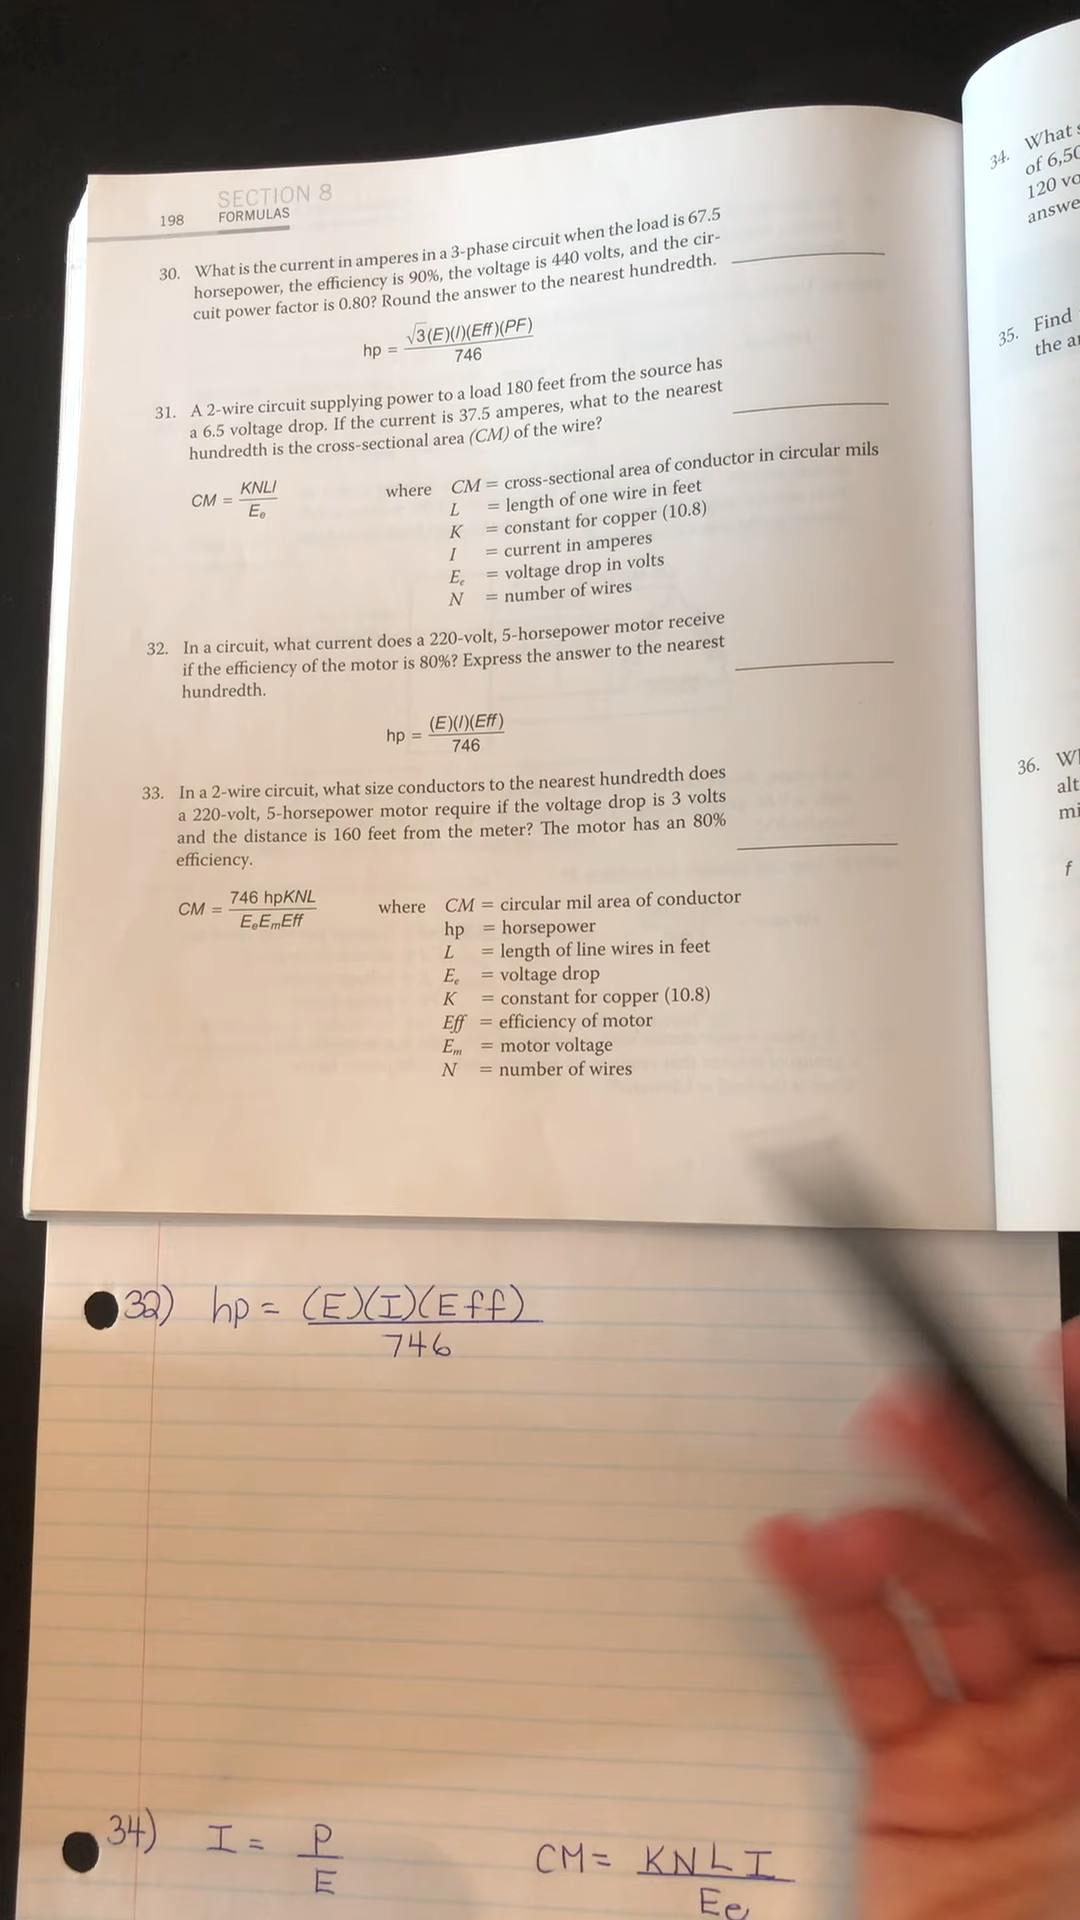 SECTION 8
198 FORMULAS
30. What is the current in amperes in a 3-phase circuit when the load is 67.5
horsepower, the efficiency is 90%, the voltage is 440 volts, and the cir-
cuit power factor is 0.80? Round the answer to the nearest hundredth.
hp = √3(E)(I)(Eff)(PF)
746
31. A 2-wire circuit supplying power to a load 180 feet from the source has
a 6.5 voltage drop. If the current is 37.5 amperes, what to the nearest
hundredth is the cross-sectional area (CM) of the wire?
CM = KNLI
Ee
where CM = cross-sectional area of conductor in circular mils
L = length of one wire in feet
K = constant for copper (10.8)
I = current in amperes
Ee = voltage drop in volts
N = number of wires
32. In a circuit, what current does a 220-volt, 5-horsepower motor receive
if the efficiency of the motor is 80%? Express the answer to the nearest
hundredth.
hp = (E)(I)(Eff)
746
33. In a 2-wire circuit, what size conductors to the nearest hundredth does
a 220-volt, 5-horsepower motor require if the voltage drop is 3 volts
and the distance is 160 feet from the meter? The motor has an 80%
efficiency.
CM = 746 hpKNL
EeEmEff
where CM = circular mil area of conductor
hp = horsepower
L = length of line wires in feet
Ee = voltage drop
K = constant for copper (10.8)
Eff = efficiency of motor
Em = motor voltage
N = number of wires
34. What
of 6,50
120 vo
answe
35. Find
the
36.
alt
f
32) hp = (E)(I)(Eff)
746
34) I = P
E
CM = KNLI
Ee